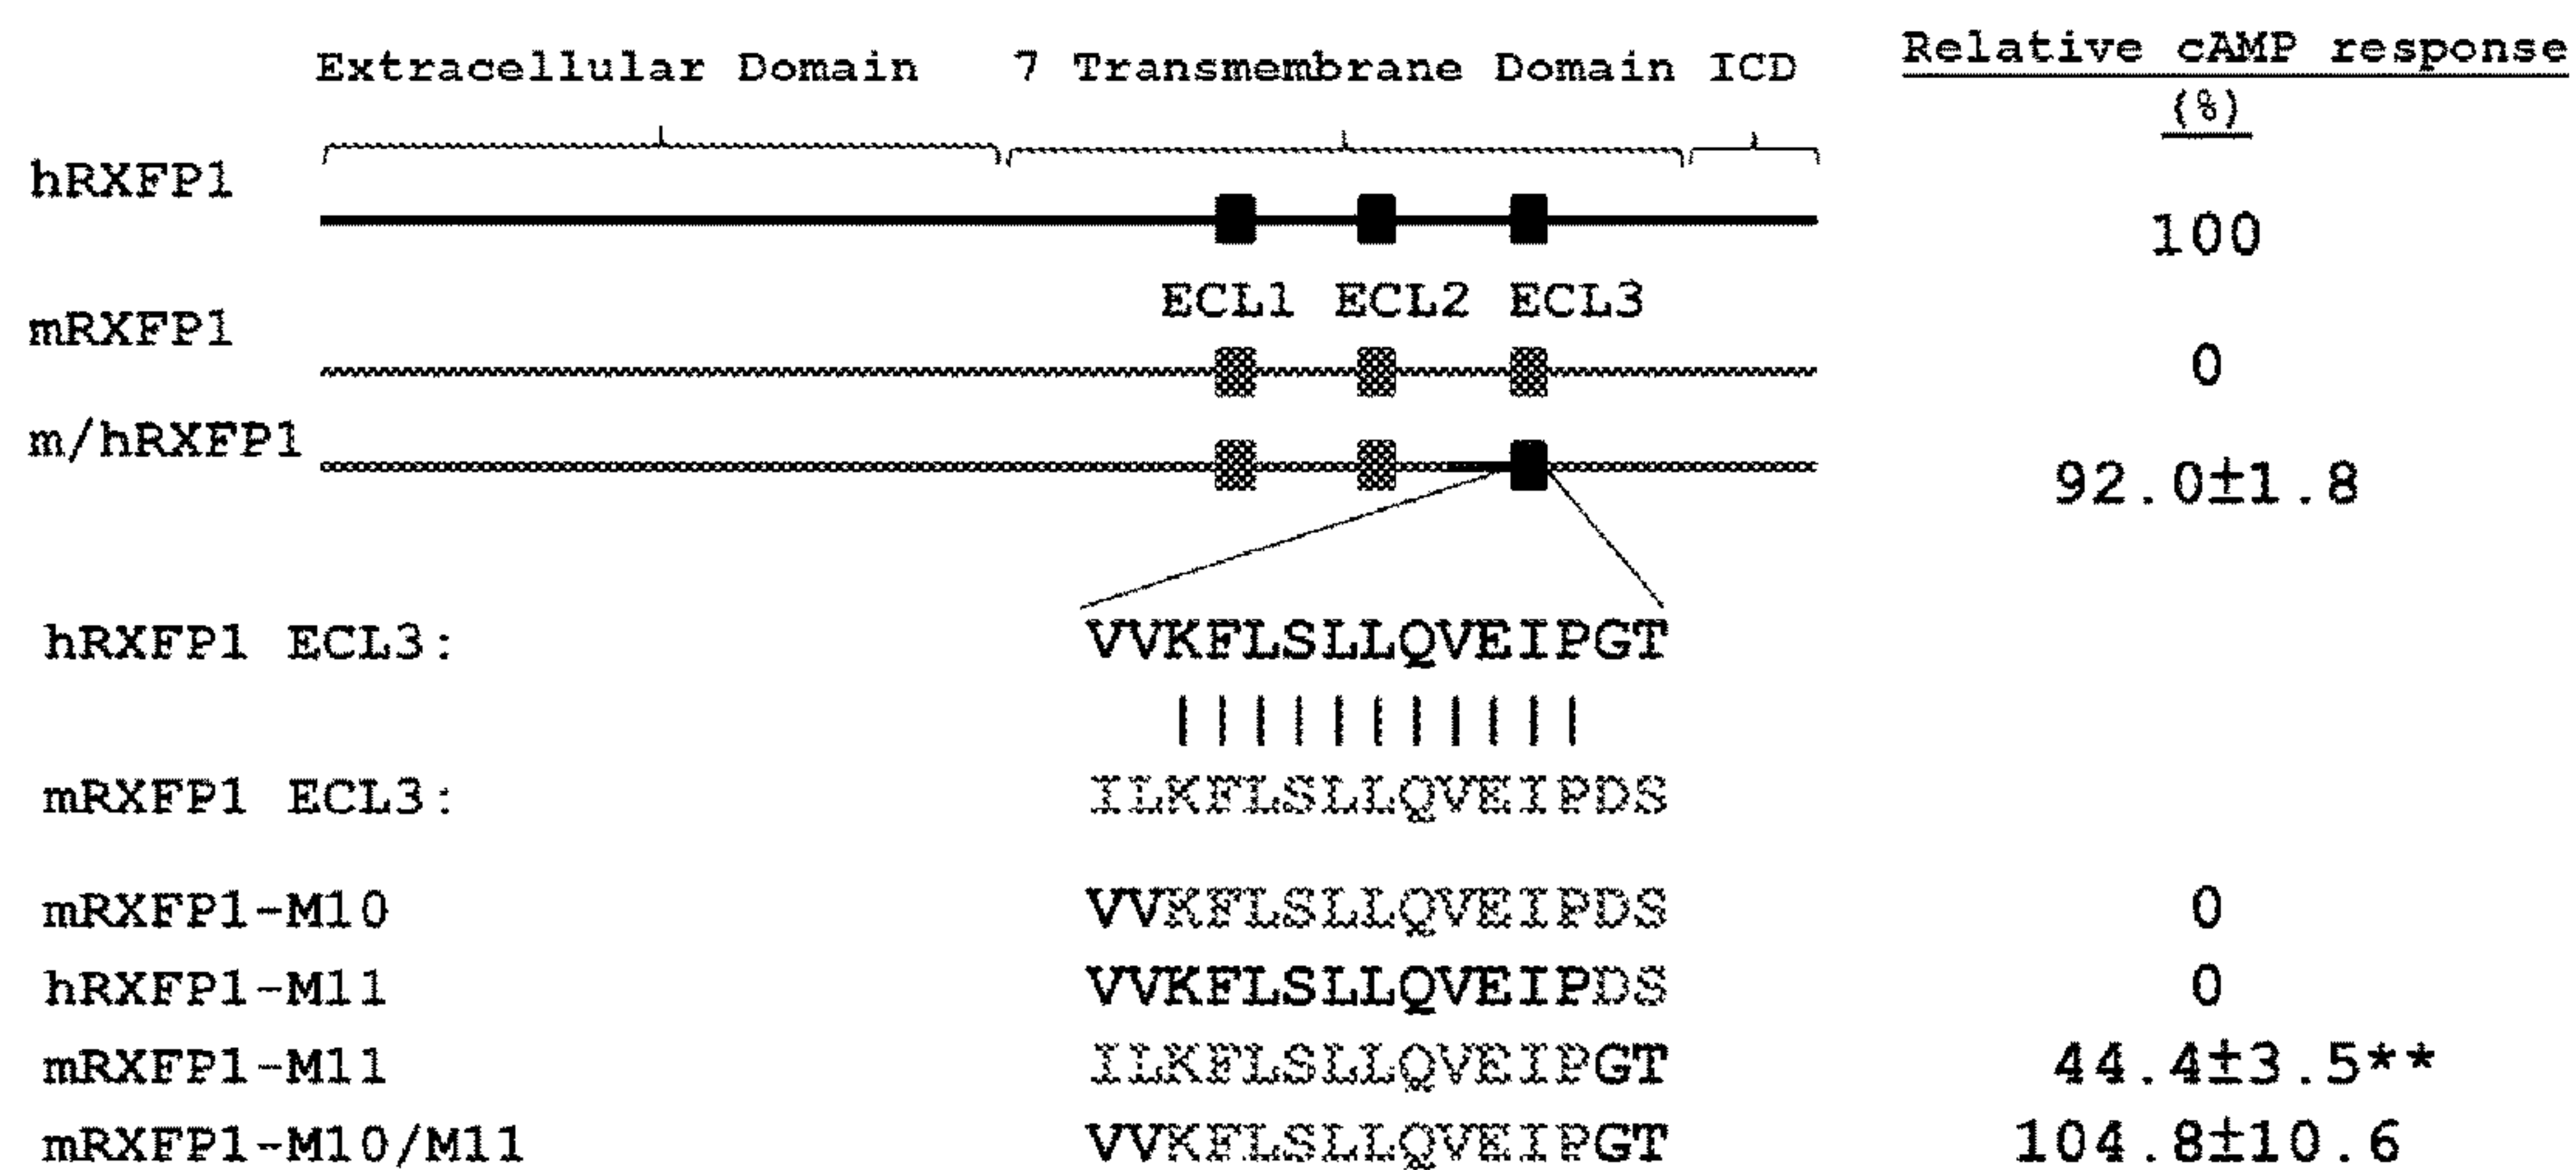 Extracellular Domain 7 Transmembrane Domain ICD Relative cAMP response
(%)
hRXFP1 100
ECL1 ECL2 ECL3
mRXFP1 0
m/hRXFP1 92.0±1.8
hRXFP1 ECL3: VVKFLSLLQVEIPGT
mRXFP1 ECL3: ILKFLSLLQVEIPDS
mRXFP1-M10 VVKFLSLLQVEIPDS 0
hRXFP1-M11 VVKFLSLLQVEIPDS 0
mRXFP1-M11 ILKFLSLLQVEIPGT 44.4±3.5**
mRXFP1-M10/M11 VVKFLSLLQVEIPGT 104.8±10.6